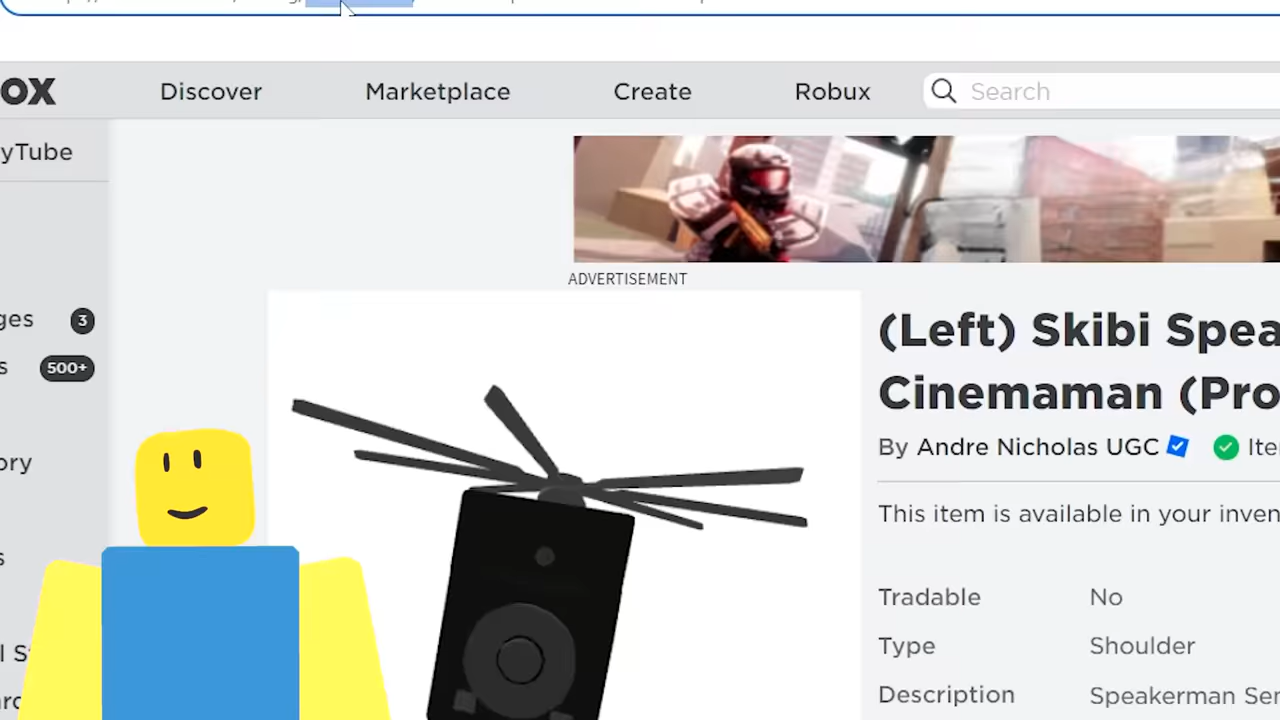 OX
Discover
Marketplace
Create
Robux
Search
yTube
ADVERTISEMENT
ges
3
s
500+
ory
s
l S
(Left) Skibi Spea
Cinemaman (Pro
By Andre Nicholas UGC
Ite
This item is available in your inven
Tradable
No
Type
Shoulder
Description
Speakerman Ser